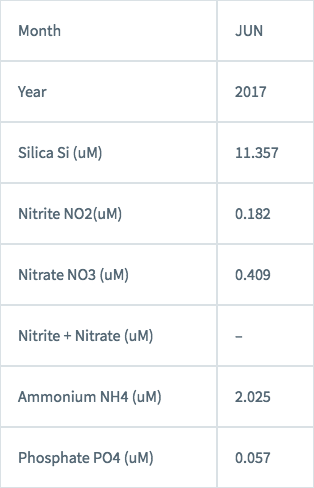 Month JUN
Year 2017
Silica Si (uM) 11.357
Nitrite NO2(uM) 0.182
Nitrate NO3 (uM) 0.409
Nitrite + Nitrate (uM) –
Ammonium NH4 (uM) 2.025
Phosphate PO4 (uM) 0.057